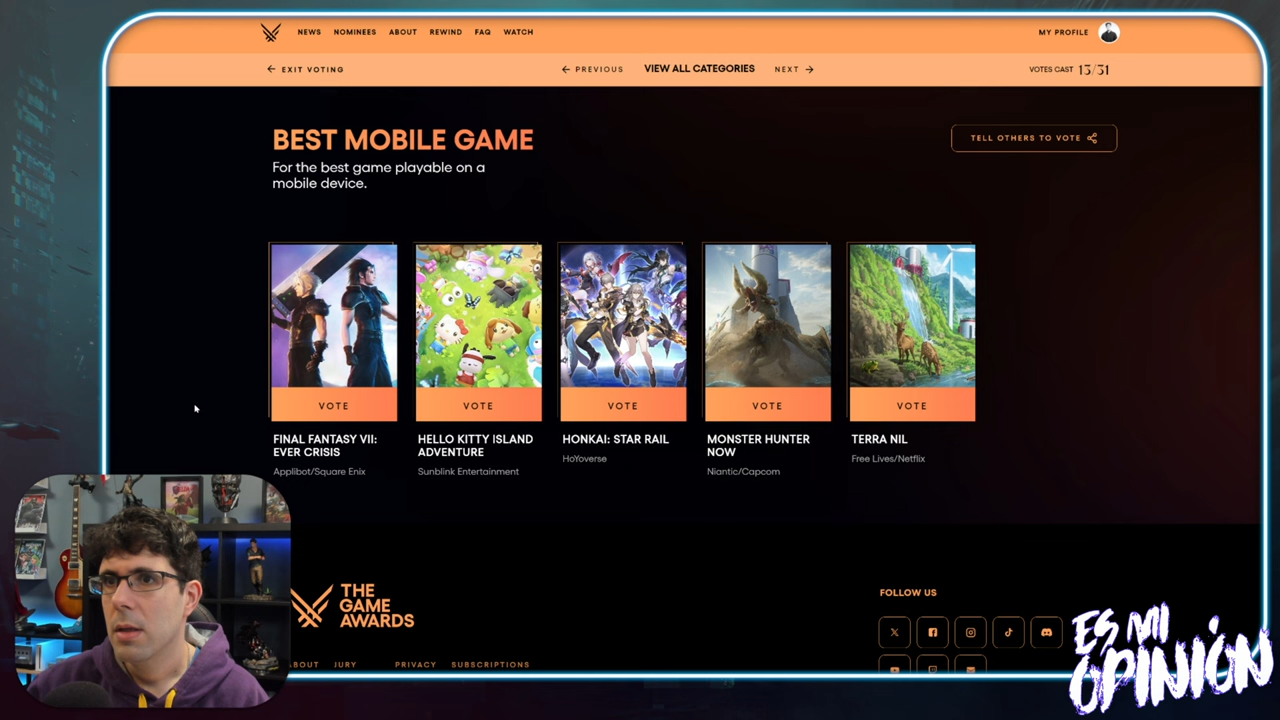 NEWS NOMINEES ABOUT REWIND FAQ WATCH MY PROFILE
EXIT VOTING PREVIOUS VIEW ALL CATEGORIES NEXT VOTES CAST 13/31
BEST MOBILE GAME
TELL OTHERS TO VOTE
For the best game playable on a
mobile device.
VOTE VOTE VOTE VOTE VOTE
FINAL FANTASY VII:
EVER CRISIS
Applibot/Square Enix
HELLO KITTY ISLAND
ADVENTURE
Sunblink Entertainment
HONKAI: STAR RAIL
HoYoverse
MONSTER HUNTER
NOW
Niantic/Capcom
TERRA NIL
Free Lives/Netflix
THE
GAME
AWARDS
FOLLOW US
ABOUT JURY PRIVACY SUBSCRIPTIONS
ES MI
OPINIÓN